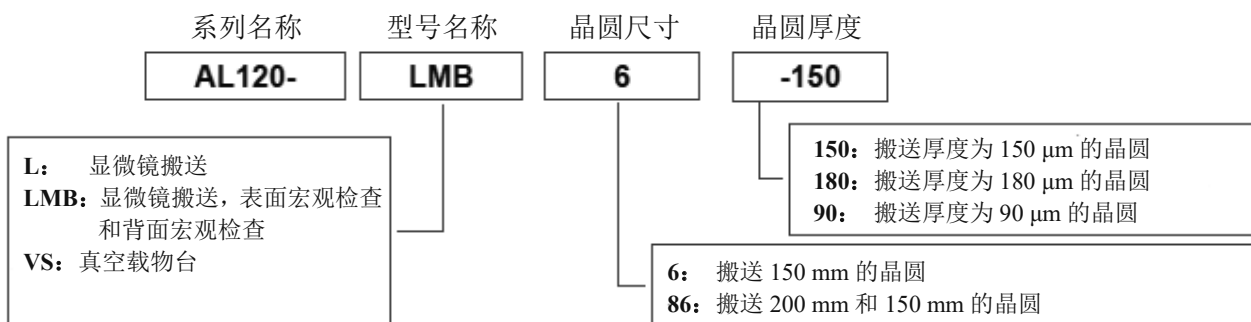 系列名称 型号名称 晶圆尺寸 晶圆厚度
AL120- LMB 6 -150
L： 显微镜搬送
LMB：显微镜搬送，表面宏观检查
和背面宏观检查
VS：真空载物台
150：搬送厚度为 150 μm 的晶圆
180：搬送厚度为 180 μm 的晶圆
90： 搬送厚度为 90 μm 的晶圆
6： 搬送 150 mm 的晶圆
86：搬送 200 mm 和 150 mm 的晶圆